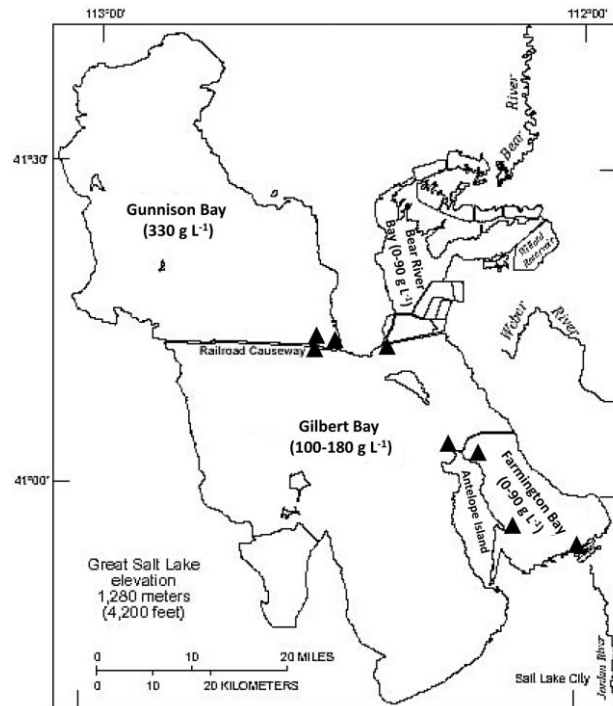 113°00'
112°00'
41°30'
River
Bear
Gunnison Bay
(330 g L⁻¹)
Bear River
Bay (0-90 g L⁻¹)
Willard
Reservoir
Weber
River
Railroad Causeway
Gilbert Bay
(100-180 g L⁻¹)
41°00'
Antelope Island
Farmington Bay
(0-90 g L⁻¹)
Great Salt Lake
elevation
1,280 meters
(4,200 feet)
0 10 20 MILES
0 10 20 KILOMETERS
Salt Lake City
Jordan River